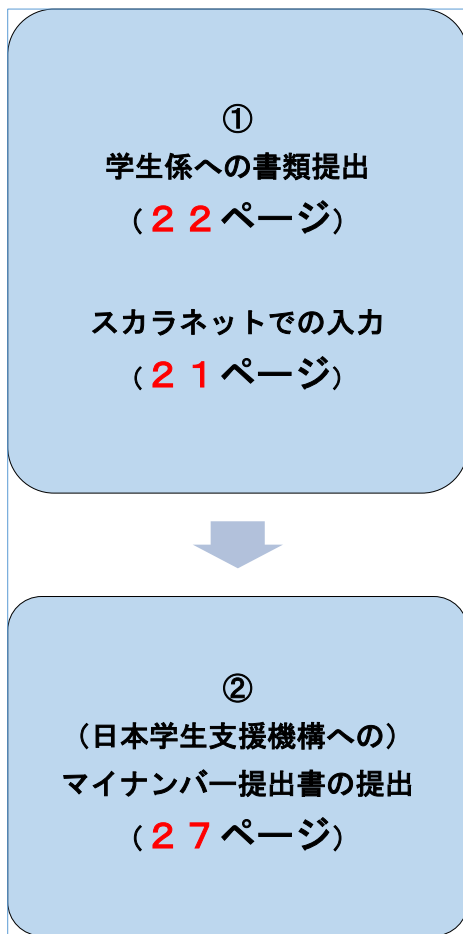 ①
学生係への書類提出
（２２ページ）
スカラネットでの入力
（２１ページ）
②
（日本学生支援機構への）
マイナンバー提出書の提出
（２７ページ）